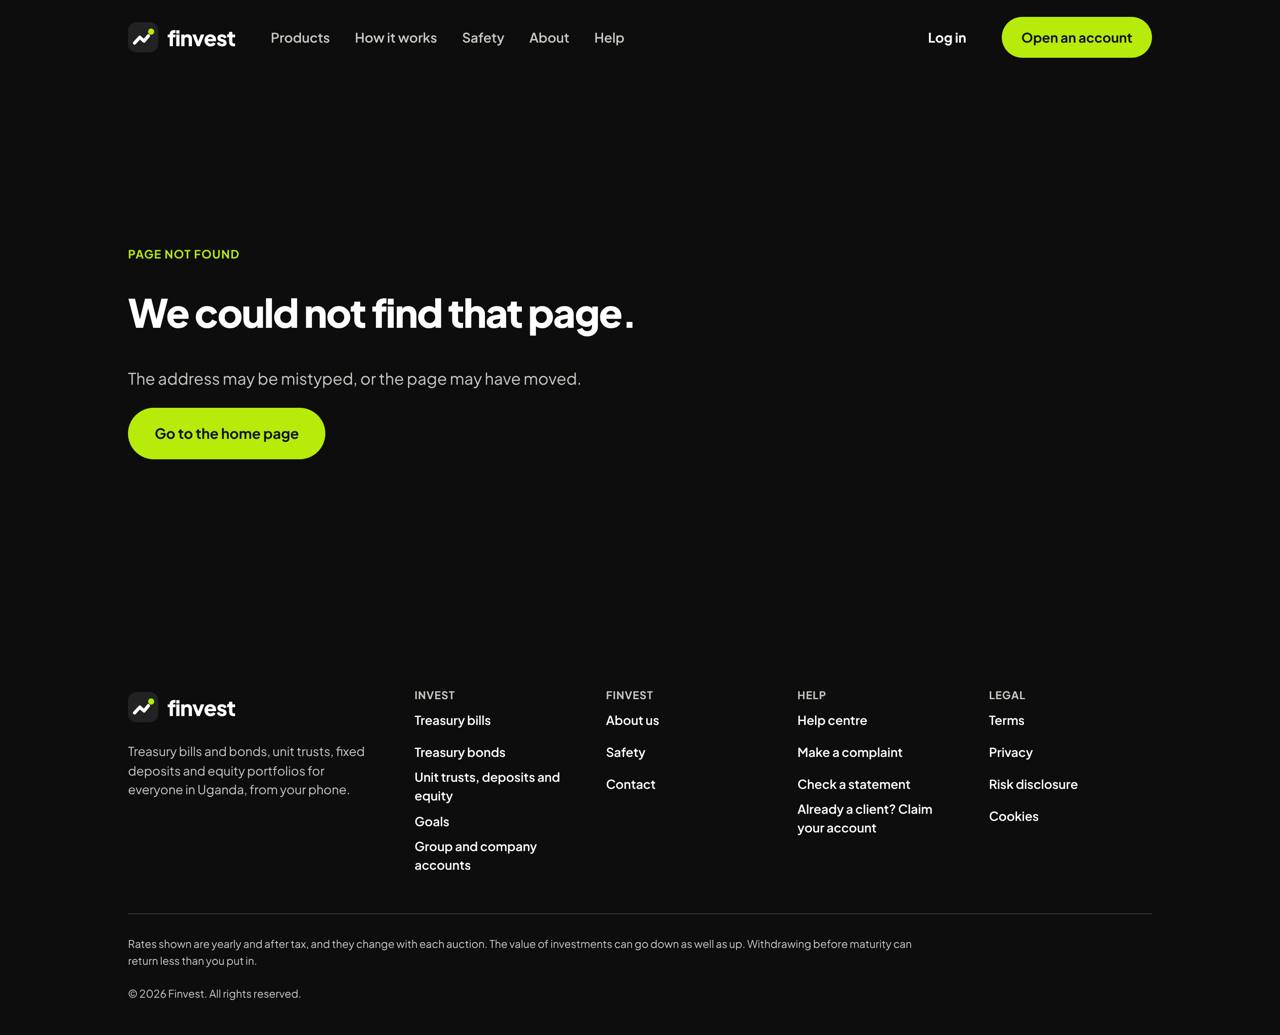 finvest
Products
How it works
Safety
About
Help
Log in
Open an account
PAGE NOT FOUND
We could not find that page.
The address may be mistyped, or the page may have moved.
Go to the home page
finvest
Treasury bills and bonds, unit trusts, fixed
deposits and equity portfolios for
everyone in Uganda, from your phone.
INVEST
Treasury bills
Treasury bonds
Unit trusts, deposits and
equity
Goals
Group and company
accounts
FINVEST
About us
Safety
Contact
HELP
Help centre
Make a complaint
Check a statement
Already a client? Claim
your account
LEGAL
Terms
Privacy
Risk disclosure
Cookies
Rates shown are yearly and after tax, and they change with each auction. The value of investments can go down as well as up. Withdrawing before maturity can
return less than you put in.
© 2026 Finvest. All rights reserved.